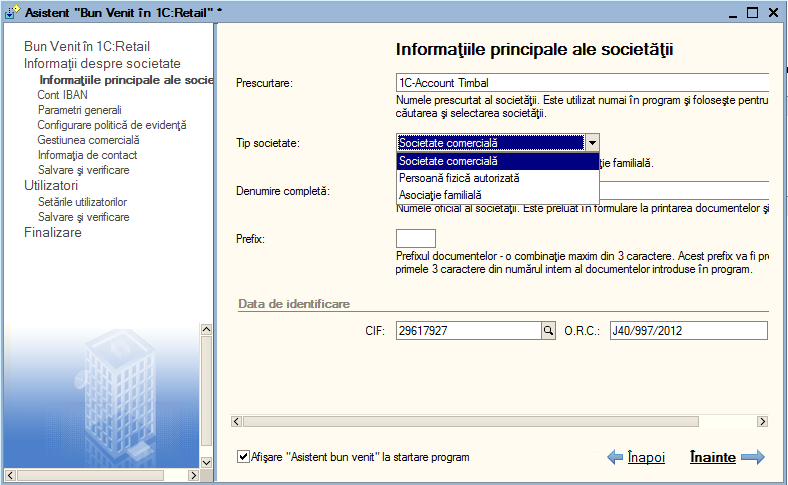 Asistent "Bun Venit în 1C:Retail" *
Bun Venit în 1C:Retail
Informaţii despre societate
Informaţiile principale ale socie
Cont IBAN
Parametri generali
Configurare politică de evidenţă
Gestiunea comercială
Informaţia de contact
Salvare şi verificare
Utilizatori
Setările utilizatorilor
Salvare şi verificare
Finalizare
Informaţiile principale ale societăţii
Prescurtare: 1C-Account Timbal
Numele prescurtat al societăţii. Este utilizat numai în program şi foloseşte pentru
căutarea şi selectarea societăţii.
Tip societate: Societate comercială
Societate comercială ţie familială.
Persoană fizică autorizată
Denumire completă:
Asociaţie familială
Numele oficial al societăţii. Este preluat în formulare la printarea documentelor şi
Prefix:
Prefixul documentelor - o combinaţie maxim din 3 caractere. Acest prefix va fi pre
primele 3 caractere din numărul intern al documentelor introduse în program.
Data de identificare
CIF: 29617927 O.R.C.: J40/997/2012
Afişare "Asistent bun venit" la startare program
Înapoi Înainte